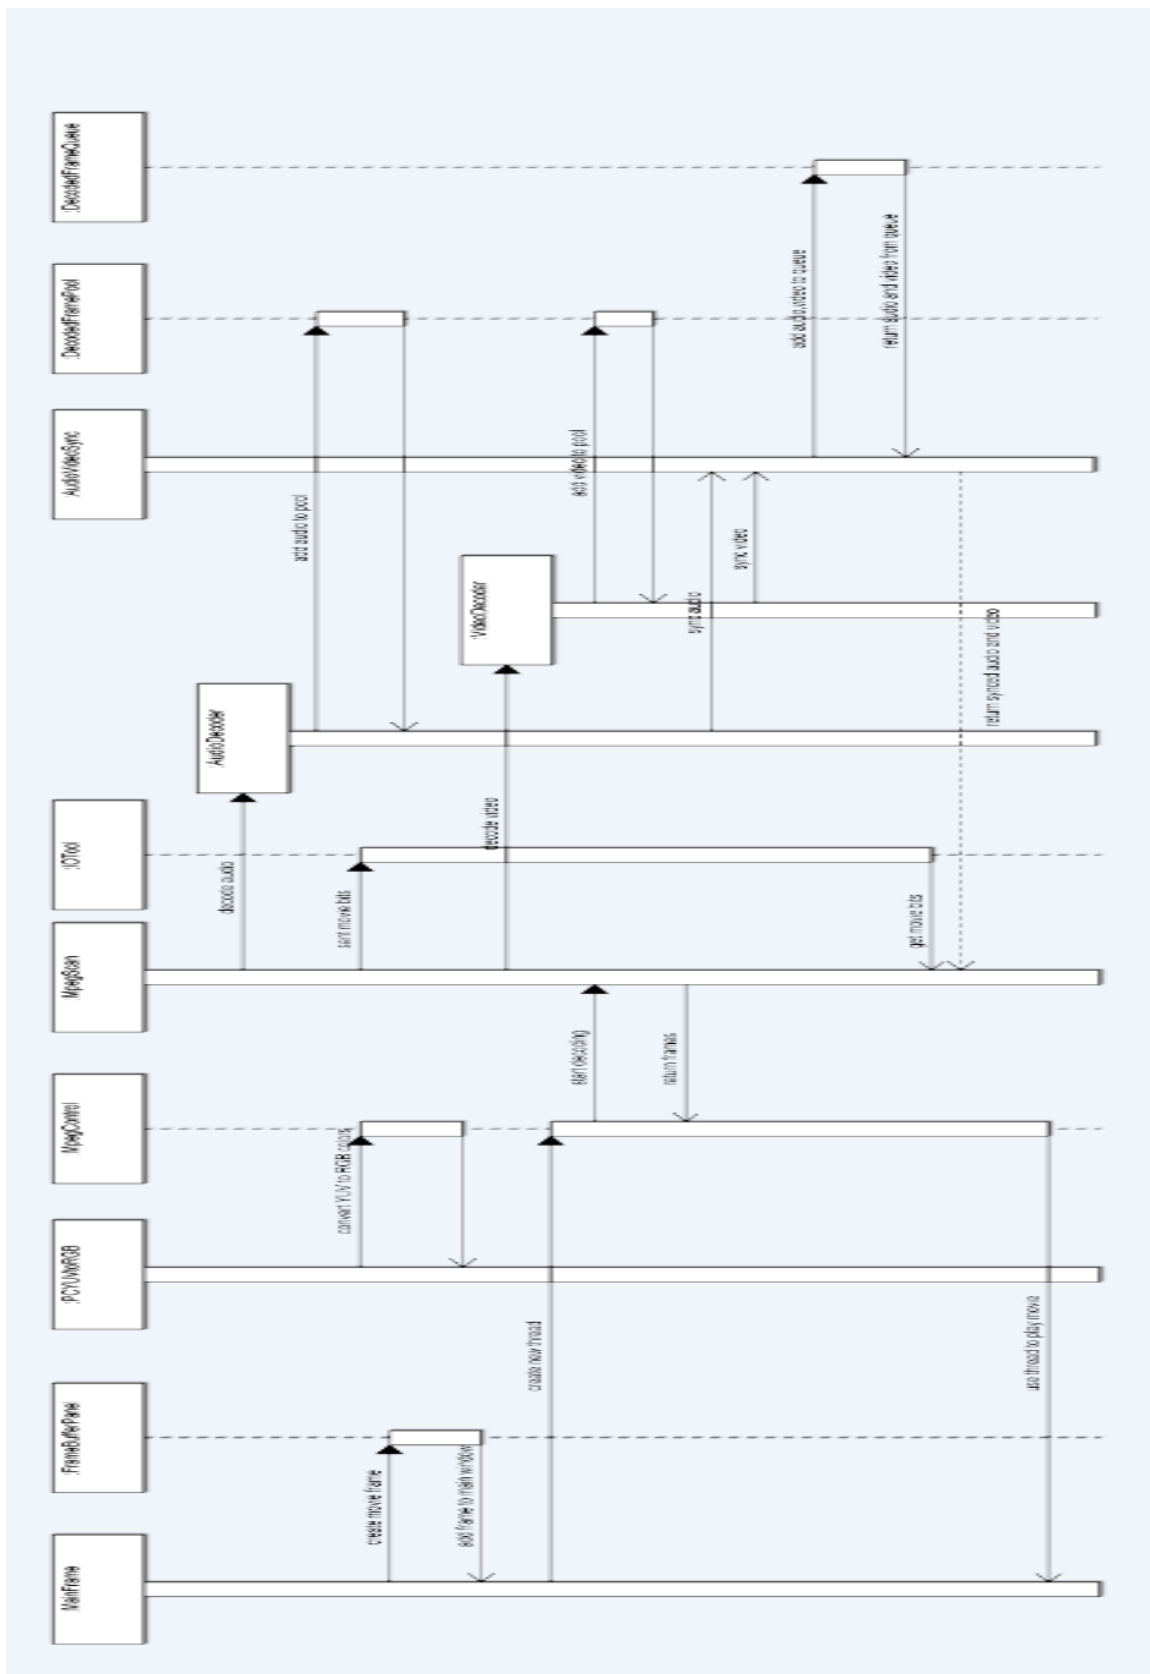 :MainFrame
:FrameBufferPanel
:PCYUVtoRGB
:MpegControl
:MpegScan
:IOTool
:AudioDecoder
:VideoDecoder
AudioVideoSync
:DecodedFramePool
:DecodedFrameQueue
decode audio
add audio to pool
sent movie bits
convert YUV to RGB colors
create movie frame
add frame to main window
decode video
create new thread
start decoding
add video to pool
return frames
sync audio
sync video
add audio,video to queue
return audio and video from queue
get movie bits
return synced audio and video
use thread to play movie